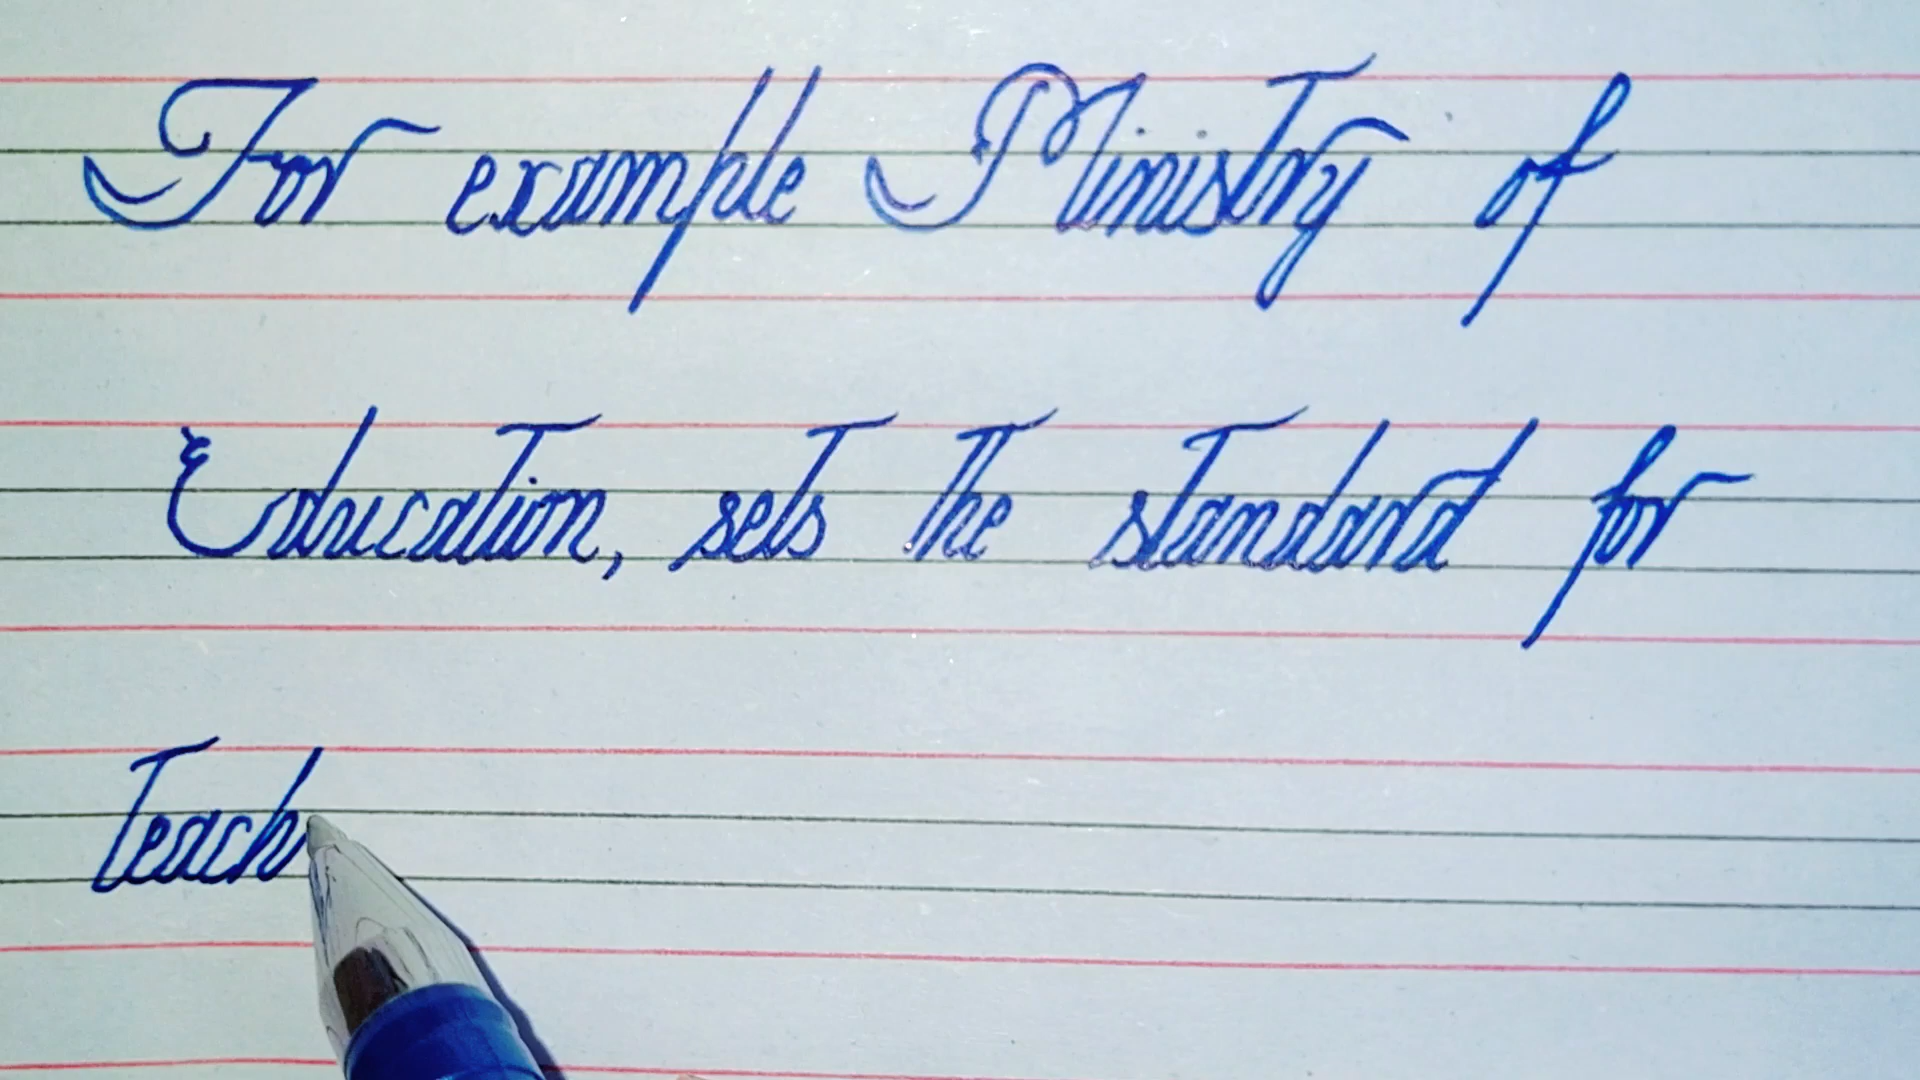 For example Ministry of
Education, sets the standard for
Teach